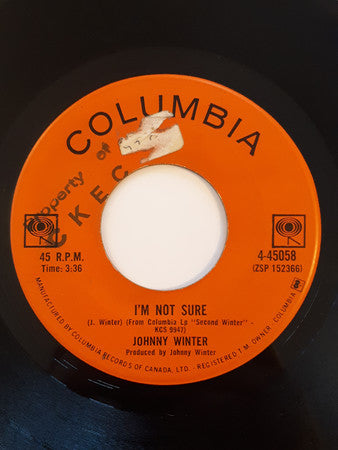 COLUMBIA
Property of
CKEC
45 R.P.M.
Time: 3:36
4-45058
(ZSP 152366)
I'M NOT SURE
(J. Winter) (From Columbia Lp "Second Winter" -
KCS 9947)
JOHNNY WINTER
Produced by Johnny Winter
MANUFACTURED BY COLUMBIA RECORDS OF CANADA, LTD. REGISTERED T.M. OWNER. COLUMBIA